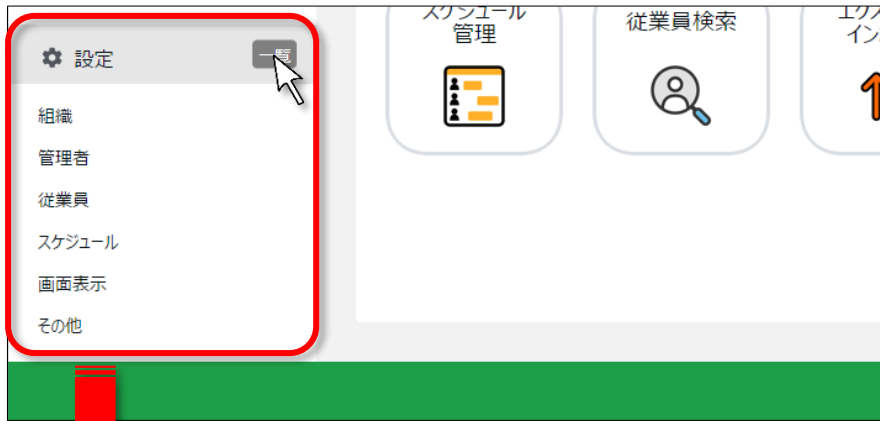 設定
一覧
組織
管理者
従業員
スケジュール
画面表示
その他
スケジュール
管理
従業員検索